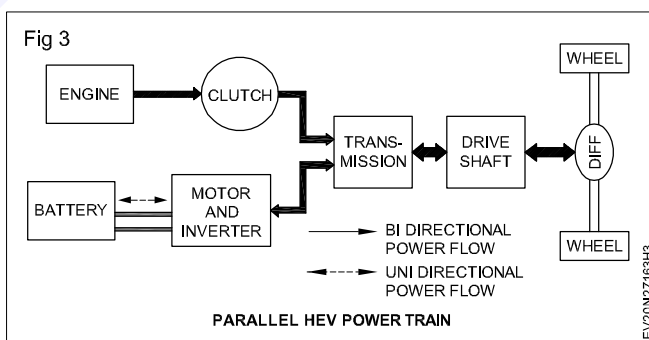 Fig 3
ENGINE
CLUTCH
TRANS-
MISSION
DRIVE
SHAFT
DIFF
WHEEL
WHEEL
BATTERY
MOTOR
AND
INVERTER
BI DIRECTIONAL
POWER FLOW
UNI DIRECTIONAL
POWER FLOW
PARALLEL HEV POWER TRAIN
EV20N27163H3